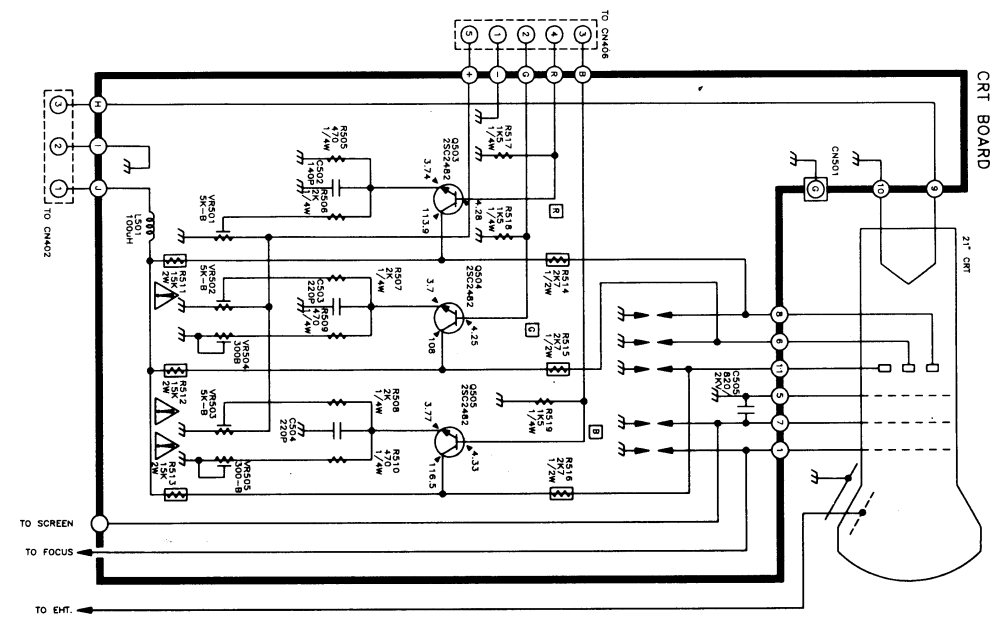 CRT BOARD
TO CN406
5
1
2
4
3
+
-
G
R
B
3
2
1
H
I
J
TO CN402
L501
100uH
R505
470
1/4W
C502
140P
R506
2K
1/4W
VR501
5K-B
Q503
2SC2482
3.74
4.28
113.9
R517
1K5
1/4W
R518
1K5
1/4W
R
R511
15K
2W
VR502
5K-B
R507
2K
1/4W
C503
220P
R509
470
1/4W
VR504
300B
Q504
2SC2482
3.7
4.25
108
R514
2K7
1/2W
G
R515
2K7
1/2W
R512
15K
2W
VR503
5K-B
R508
2K
1/4W
C504
220P
R510
470
1/4W
VR505
300-B
R513
15K
2W
Q505
2SC2482
3.77
4.33
116.5
R519
1K5
1/4W
B
R516
2K7
1/2W
CN501
G
10
9
21" CRT
8
6
11
5
7
1
C505
820/
2KV
TO SCREEN
TO FOCUS
TO EHT.